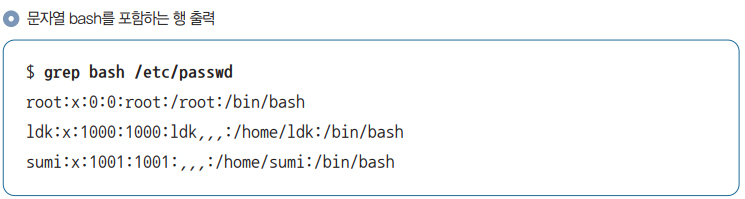 문자열 bash를 포함하는 행 출력
$ grep bash /etc/passwd
root:x:0:0:root:/root:/bin/bash
ldk:x:1000:1000:ldk,,,:/home/ldk:/bin/bash
sumi:x:1001:1001:,,,:/home/sumi:/bin/bash